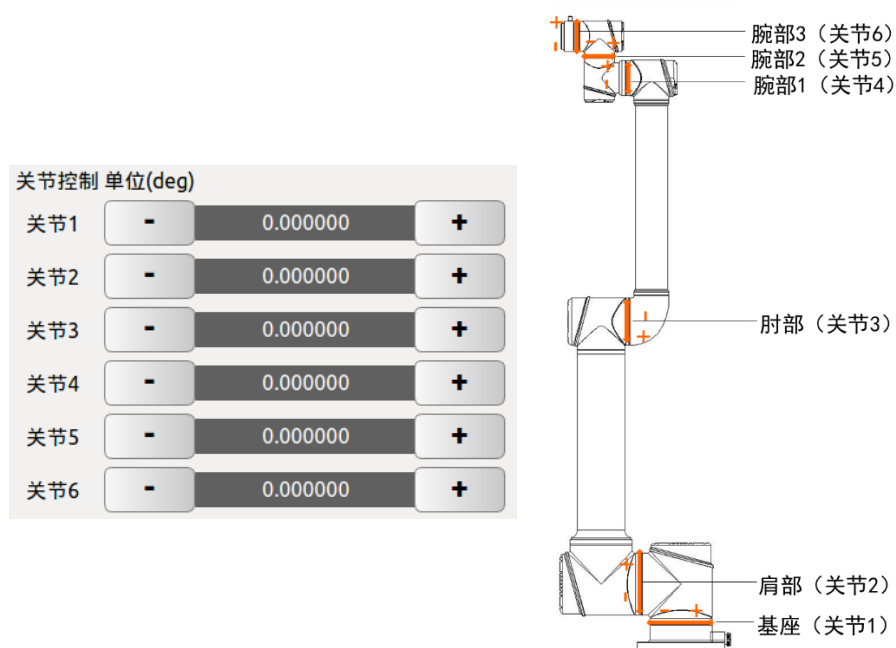 关节控制 单位(deg)
关节1 - 0.000000 +
关节2 - 0.000000 +
关节3 - 0.000000 +
关节4 - 0.000000 +
关节5 - 0.000000 +
关节6 - 0.000000 +
腕部3（关节6）
腕部2（关节5）
腕部1（关节4）
肘部（关节3）
肩部（关节2）
基座（关节1）